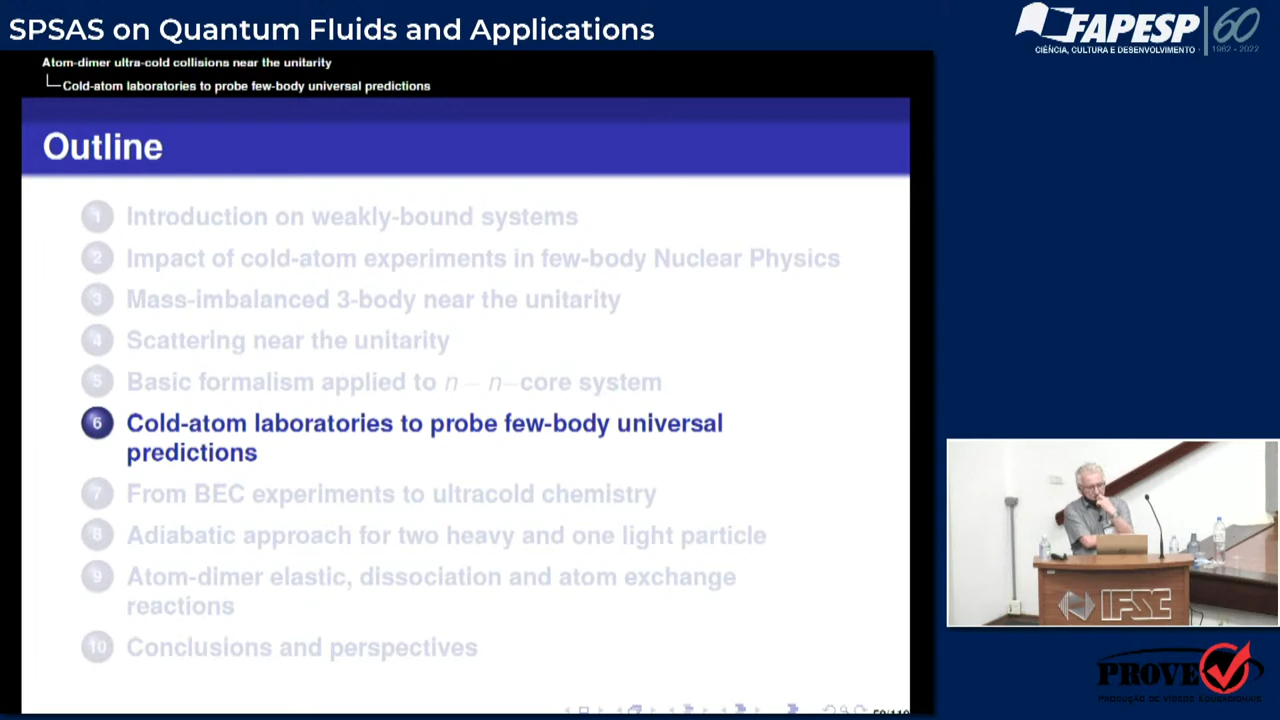 SPSAS on Quantum Fluids and Applications
FAPESP 60
CIÊNCIA, CULTURA E DESENVOLVIMENTO 1962 - 2022
Atom-dimer ultra-cold collisions near the unitarity
Cold-atom laboratories to probe few-body universal predictions
Outline
1 Introduction on weakly-bound systems
2 Impact of cold-atom experiments in few-body Nuclear Physics
3 Mass-imbalanced 3-body near the unitarity
4 Scattering near the unitarity
5 Basic formalism applied to n − n−core system
6 Cold-atom laboratories to probe few-body universal
predictions
7 From BEC experiments to ultracold chemistry
8 Adiabatic approach for two heavy and one light particle
9 Atom-dimer elastic, dissociation and atom exchange
reactions
10 Conclusions and perspectives
IFSC
PROVE
PRODUÇÃO DE VÍDEOS EDUCACIONAIS